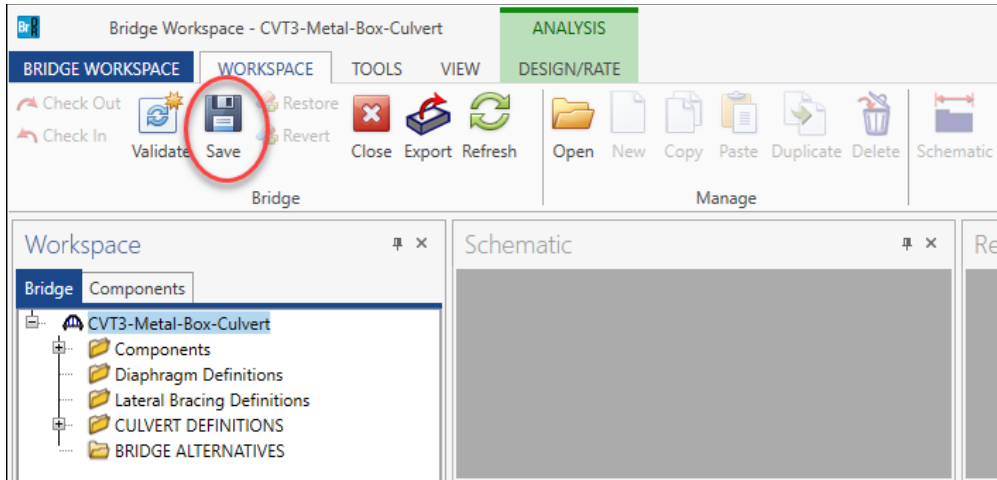 Br DR Bridge Workspace - CVT3-Metal-Box-Culvert ANALYSIS
BRIDGE WORKSPACE WORKSPACE TOOLS VIEW DESIGN/RATE
Check Out
Check In
Validate
Save
Restore
Revert
Close
Export
Refresh
Bridge
Open
New
Copy
Paste
Duplicate
Delete
Manage
Schematic
Workspace
Bridge Components
CVT3-Metal-Box-Culvert
Components
Diaphragm Definitions
Lateral Bracing Definitions
CULVERT DEFINITIONS
BRIDGE ALTERNATIVES
Schematic
Re